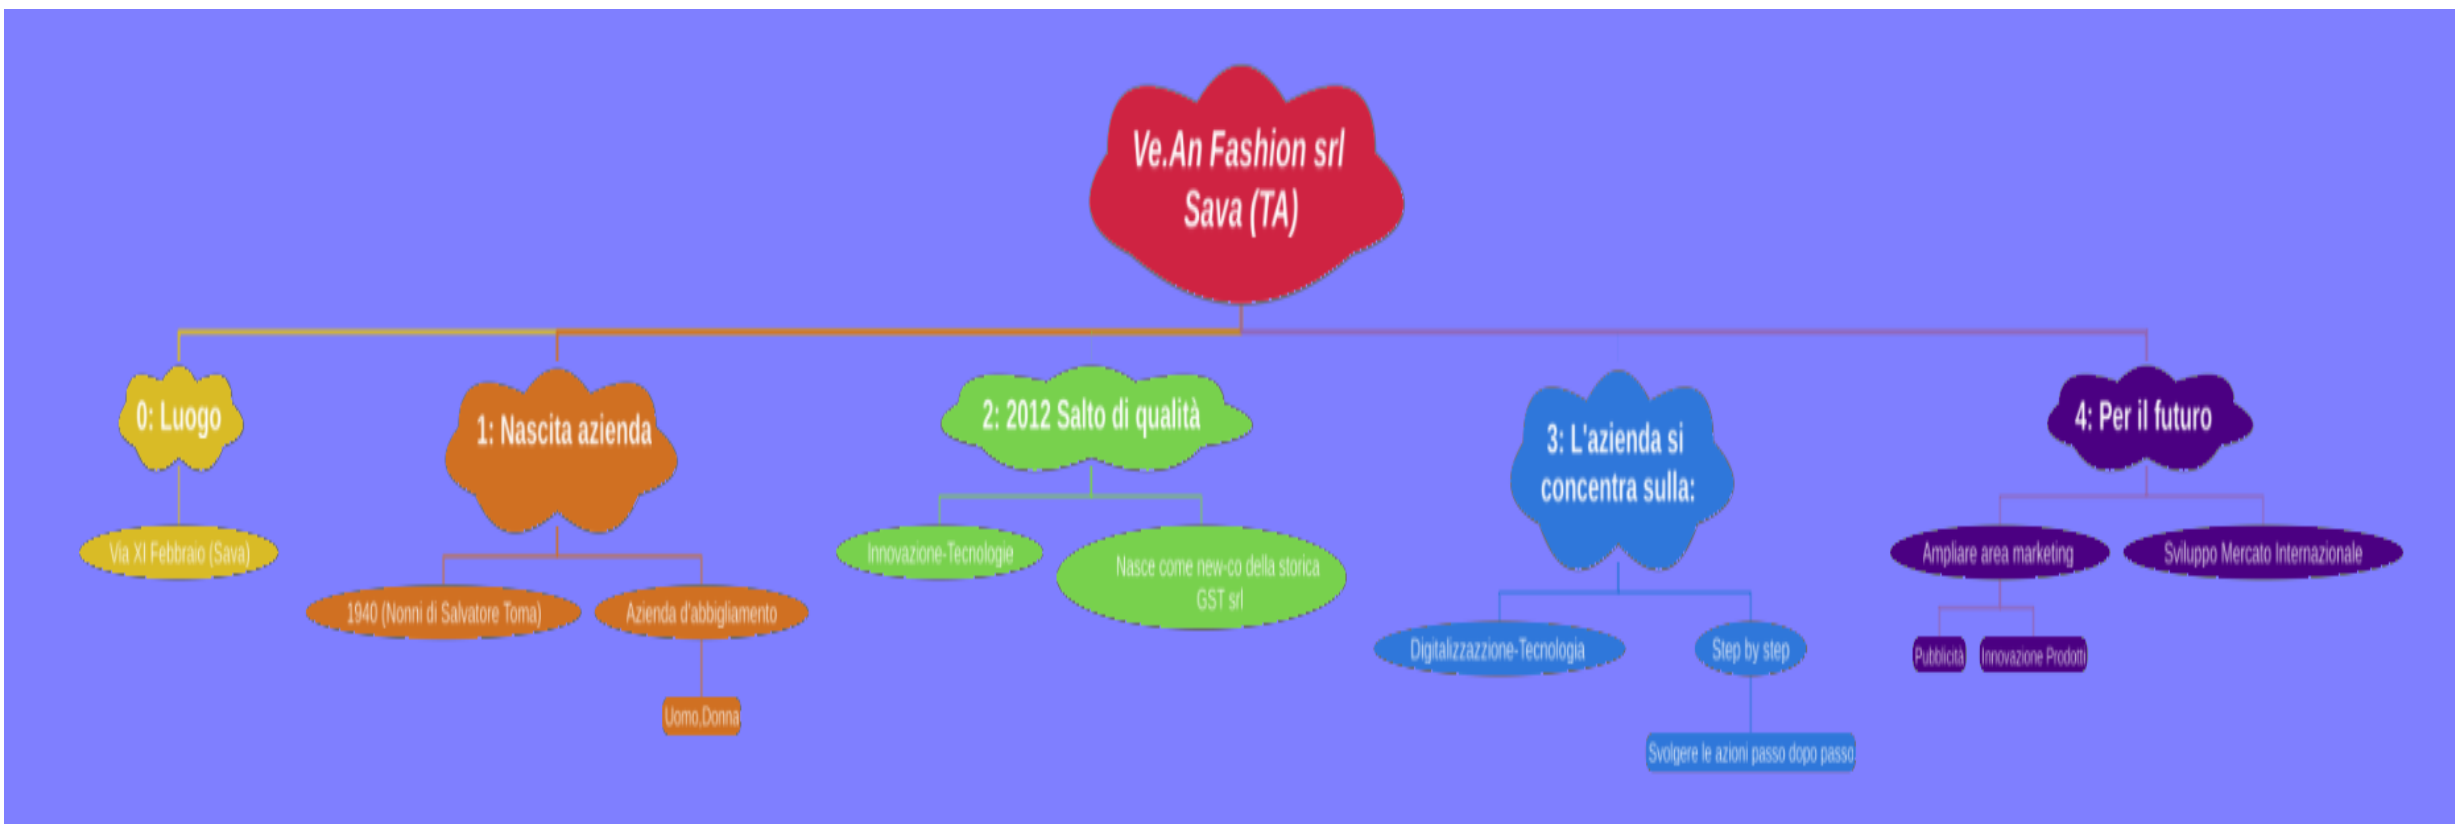 Ve.An Fashion srl
Sava (TA)
0: Luogo
1: Nascita azienda
2: 2012 Salto di qualità
3: L'azienda si
concentra sulla:
4: Per il futuro
Via XI Febbraio (Sava)
1940 (Nonni di Salvatore Toma)
Azienda d'abbigliamento
Uomo,Donna
Innovazione-Tecnologie
Nasce come new-co della storica
GST srl
Digitalizzazzione-Tecnologia
Step by step
Svolgere le azioni passo dopo passo
Ampliare area marketing
Sviluppo Mercato Internazionale
Pubblicità
Innovazione Prodotti